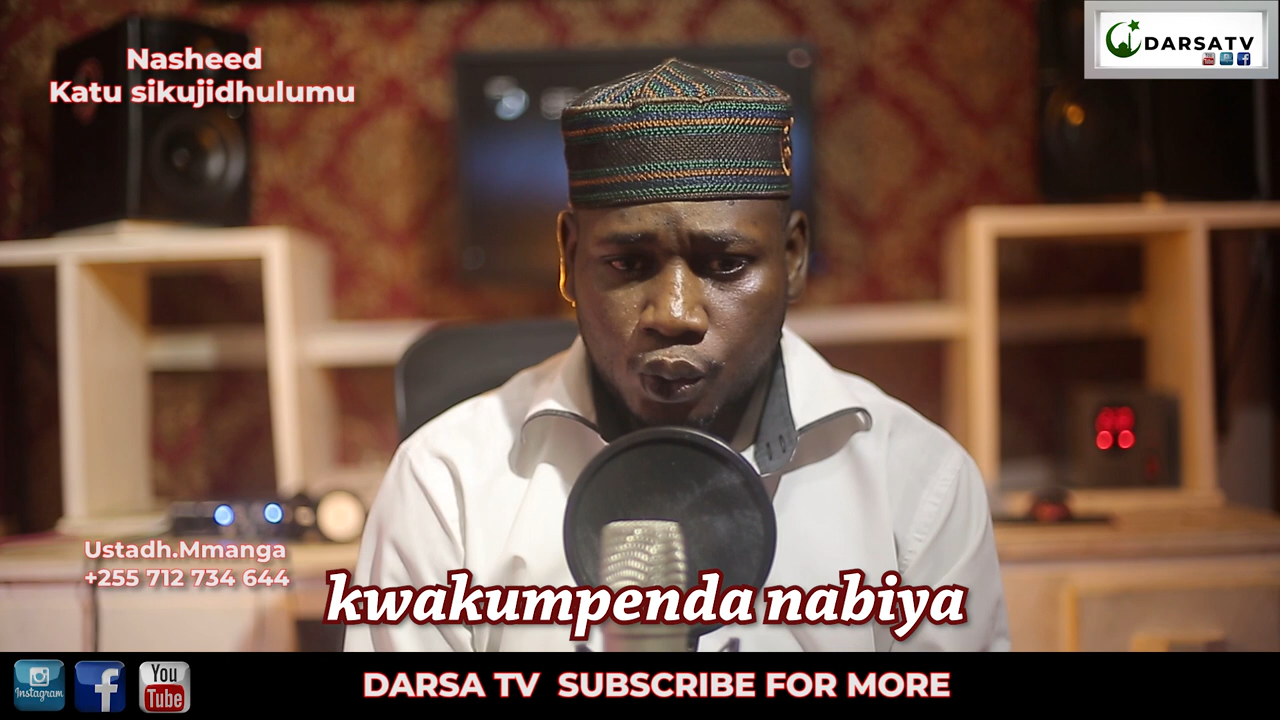 Nasheed
Katu sikujidhulumu
DARSATV
Ustadh.Mmanga
+255 712 734 644
kwakumpenda nabiya
Instagram
You
Tube
DARSA TV SUBSCRIBE FOR MORE